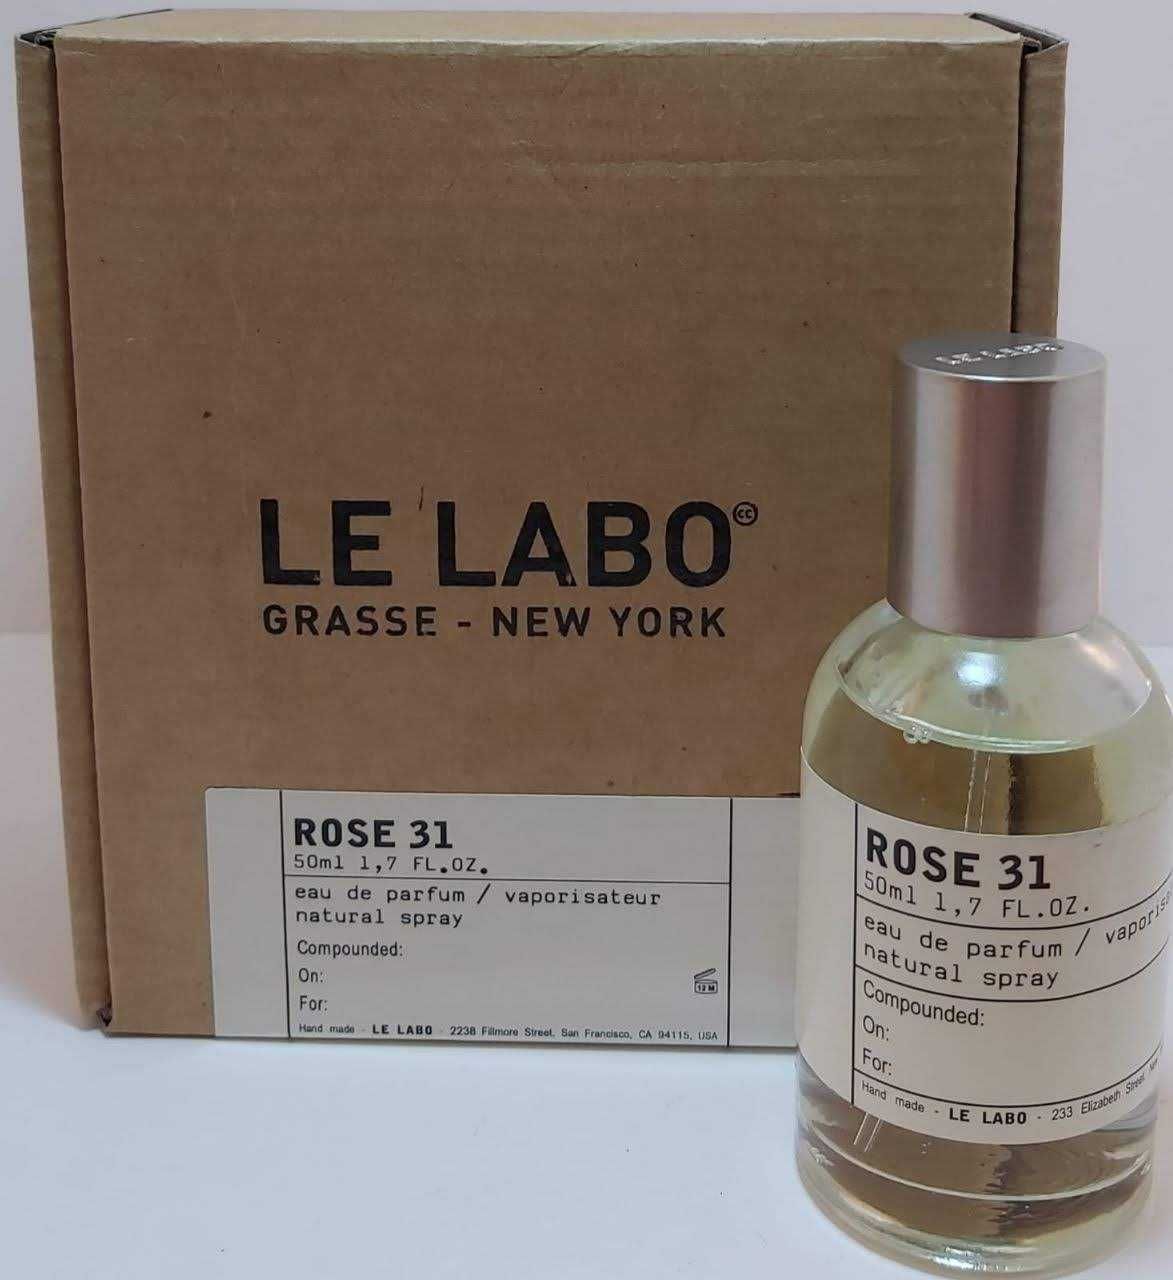 LE LABO
LE LABO
GRASSE - NEW YORK
ROSE 31
50ml 1,7 FL.OZ.
eau de parfum / vaporisateur
natural spray
Compounded:
On:
For:
12 M
Hand made - LE LABO - 2238 Fillmore Street, San Francisco, CA 94115, USA
ROSE 31
50ml 1,7 FL.OZ.
eau de parfum /
natural spray
Compounded:
On:
For:
Hand made - LE LABO - 233 Elizabeth Street,